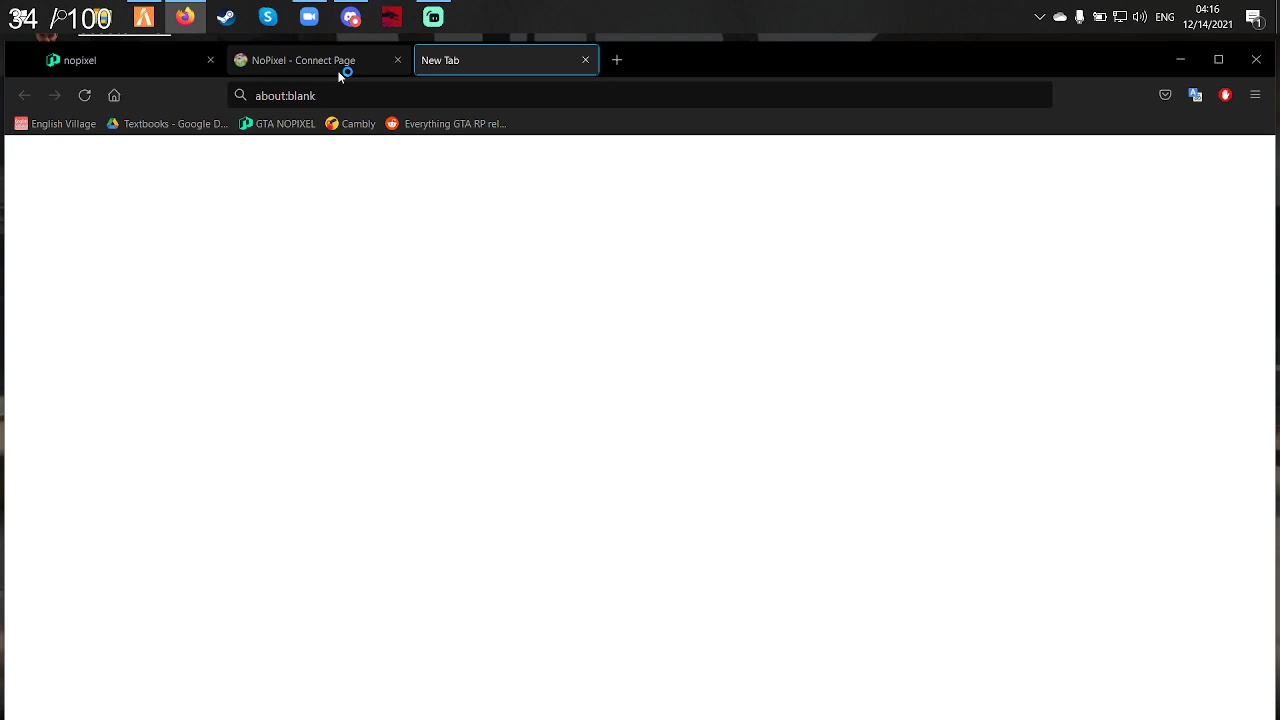 34 /100
ENG
04:16
12/14/2021
1
nopixel
NoPixel - Connect Page
New Tab
about:blank
English Village
Textbooks - Google D...
GTA NOPIXEL
Cambly
Everything GTA RP rel...